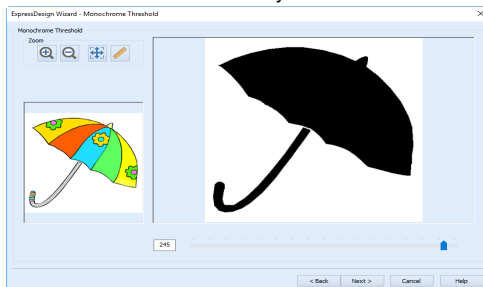 ExpressDesign Wizard - Monochrome Threshold
Monochrome Threshold
Zoom
245
< Back Next > Cancel Help